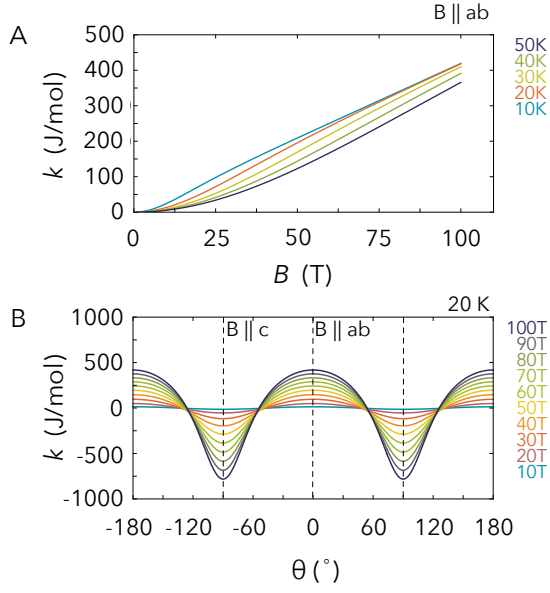 A
B || ab
500
400
300
200
100
0
k (J/mol)
0 25 50 75 100
B (T)
50K
40K
30K
20K
10K
B
20 K
1000
500
0
-500
-1000
k (J/mol)
B || c
B || ab
-180 -120 -60 0 60 120 180
θ (°)
100T
90T
80T
70T
60T
50T
40T
30T
20T
10T